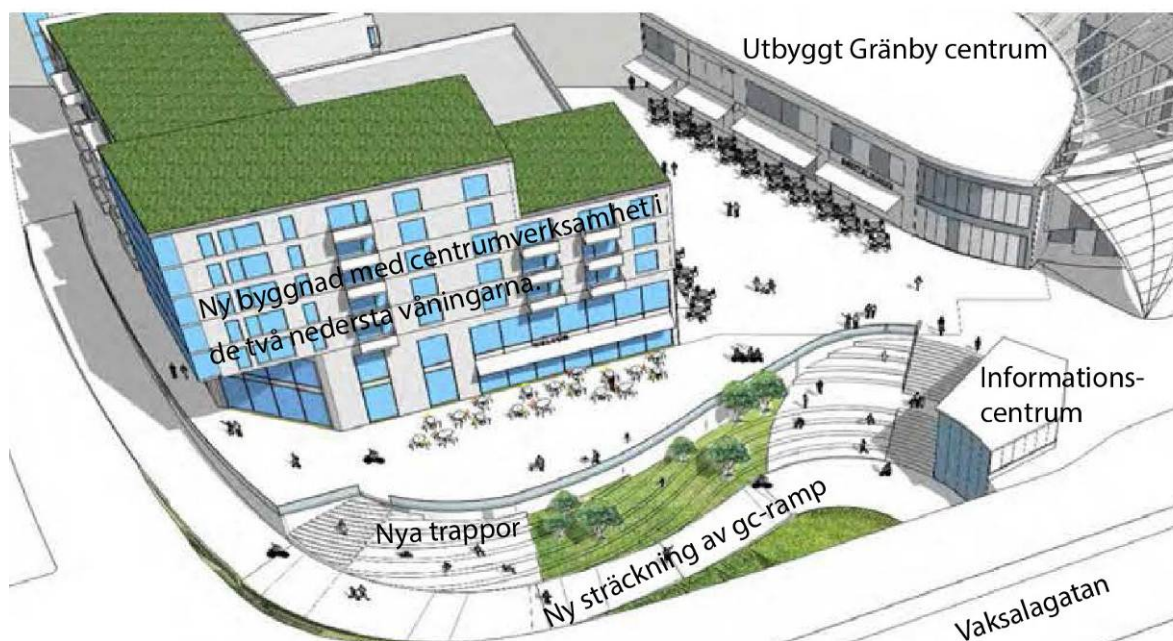 Utbyggt Gränby centrum
Ny byggnad med centrumverksamhet i
de två nedersta våningarna.
Informations-
centrum
Nya trappor
Ny sträckning av gc-ramp
Vaksalagatan